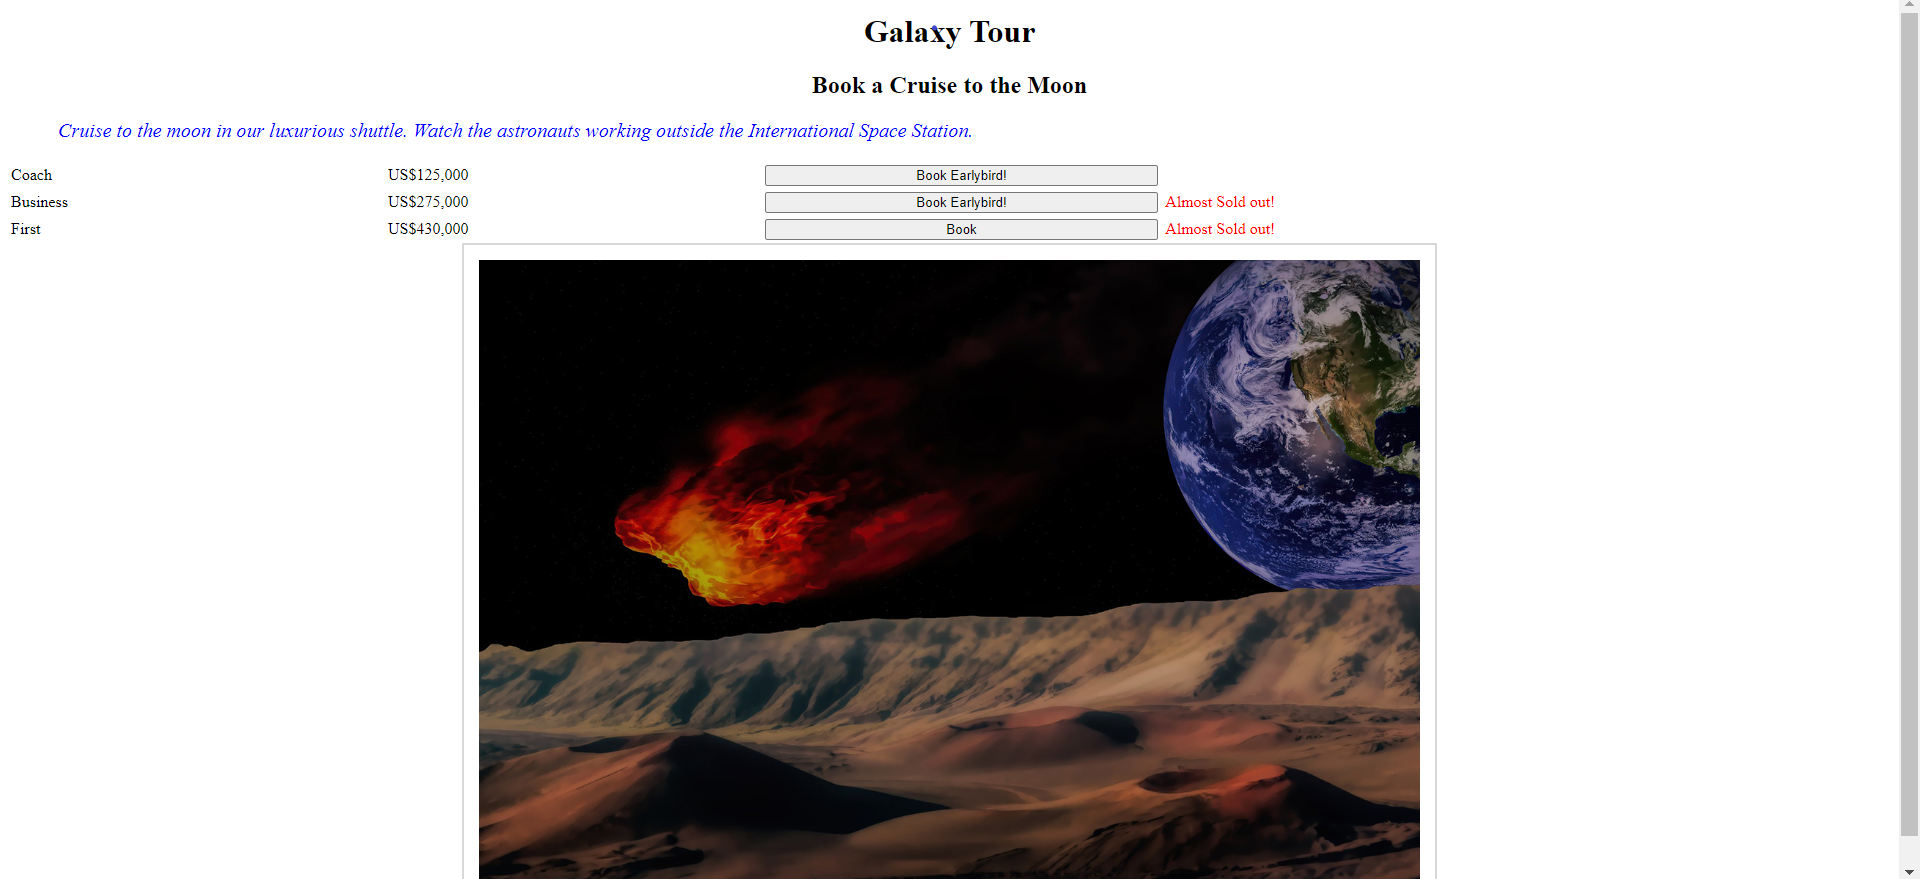 Galaxy Tour
Book a Cruise to the Moon
Cruise to the moon in our luxurious shuttle. Watch the astronauts working outside the International Space Station.
Coach US$125,000 Book Earlybird!
Business US$275,000 Book Earlybird! Almost Sold out!
First US$430,000 Book Almost Sold out!